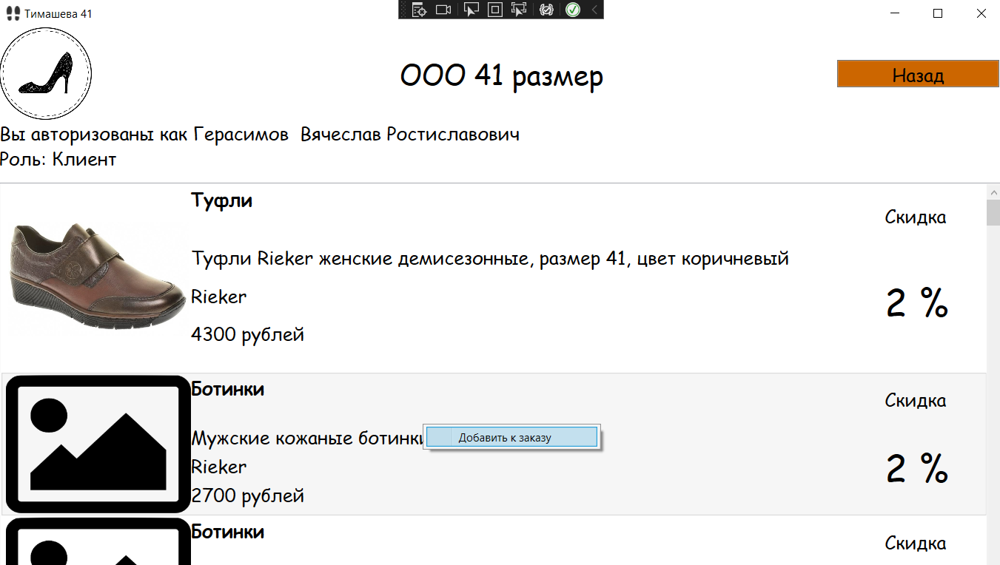 Тимашева 41
ООО 41 размер
Назад
Вы авторизованы как Герасимов  Вячеслав Ростиславович
Роль: Клиент
Туфли
Скидка
Туфли Rieker женские демисезонные, размер 41, цвет коричневый
Rieker
2 %
4300 рублей
Ботинки
Скидка
Мужские кожаные ботинки
Добавить к заказу
Rieker
2 %
2700 рублей
Ботинки
Скидка